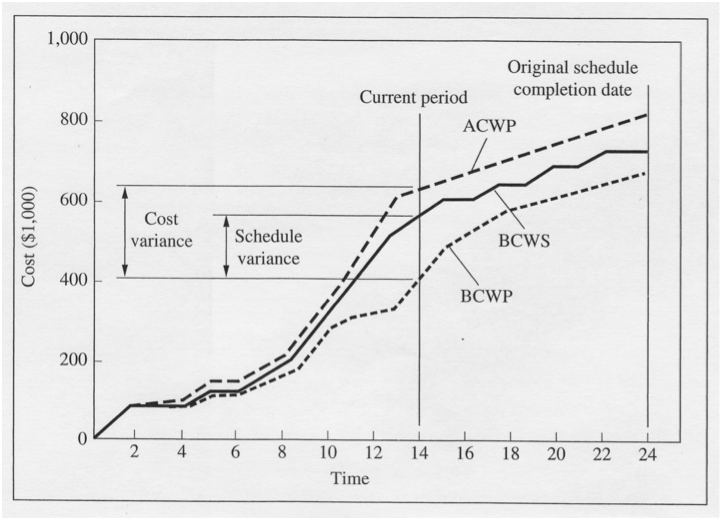 1,000
Original schedule
completion date
Current period
800
ACWP
600
Cost
variance
Schedule
variance
BCWS
Cost ($1,000)
400
BCWP
200
0
2 4 6 8 10 12 14 16 18 20 22 24
Time